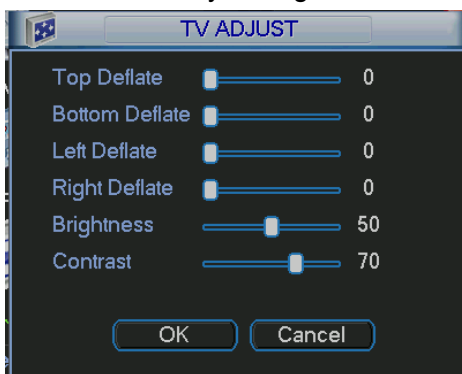 TV ADJUST
Top Deflate 0
Bottom Deflate 0
Left Deflate 0
Right Deflate 0
Brightness 50
Contrast 70
OK Cancel